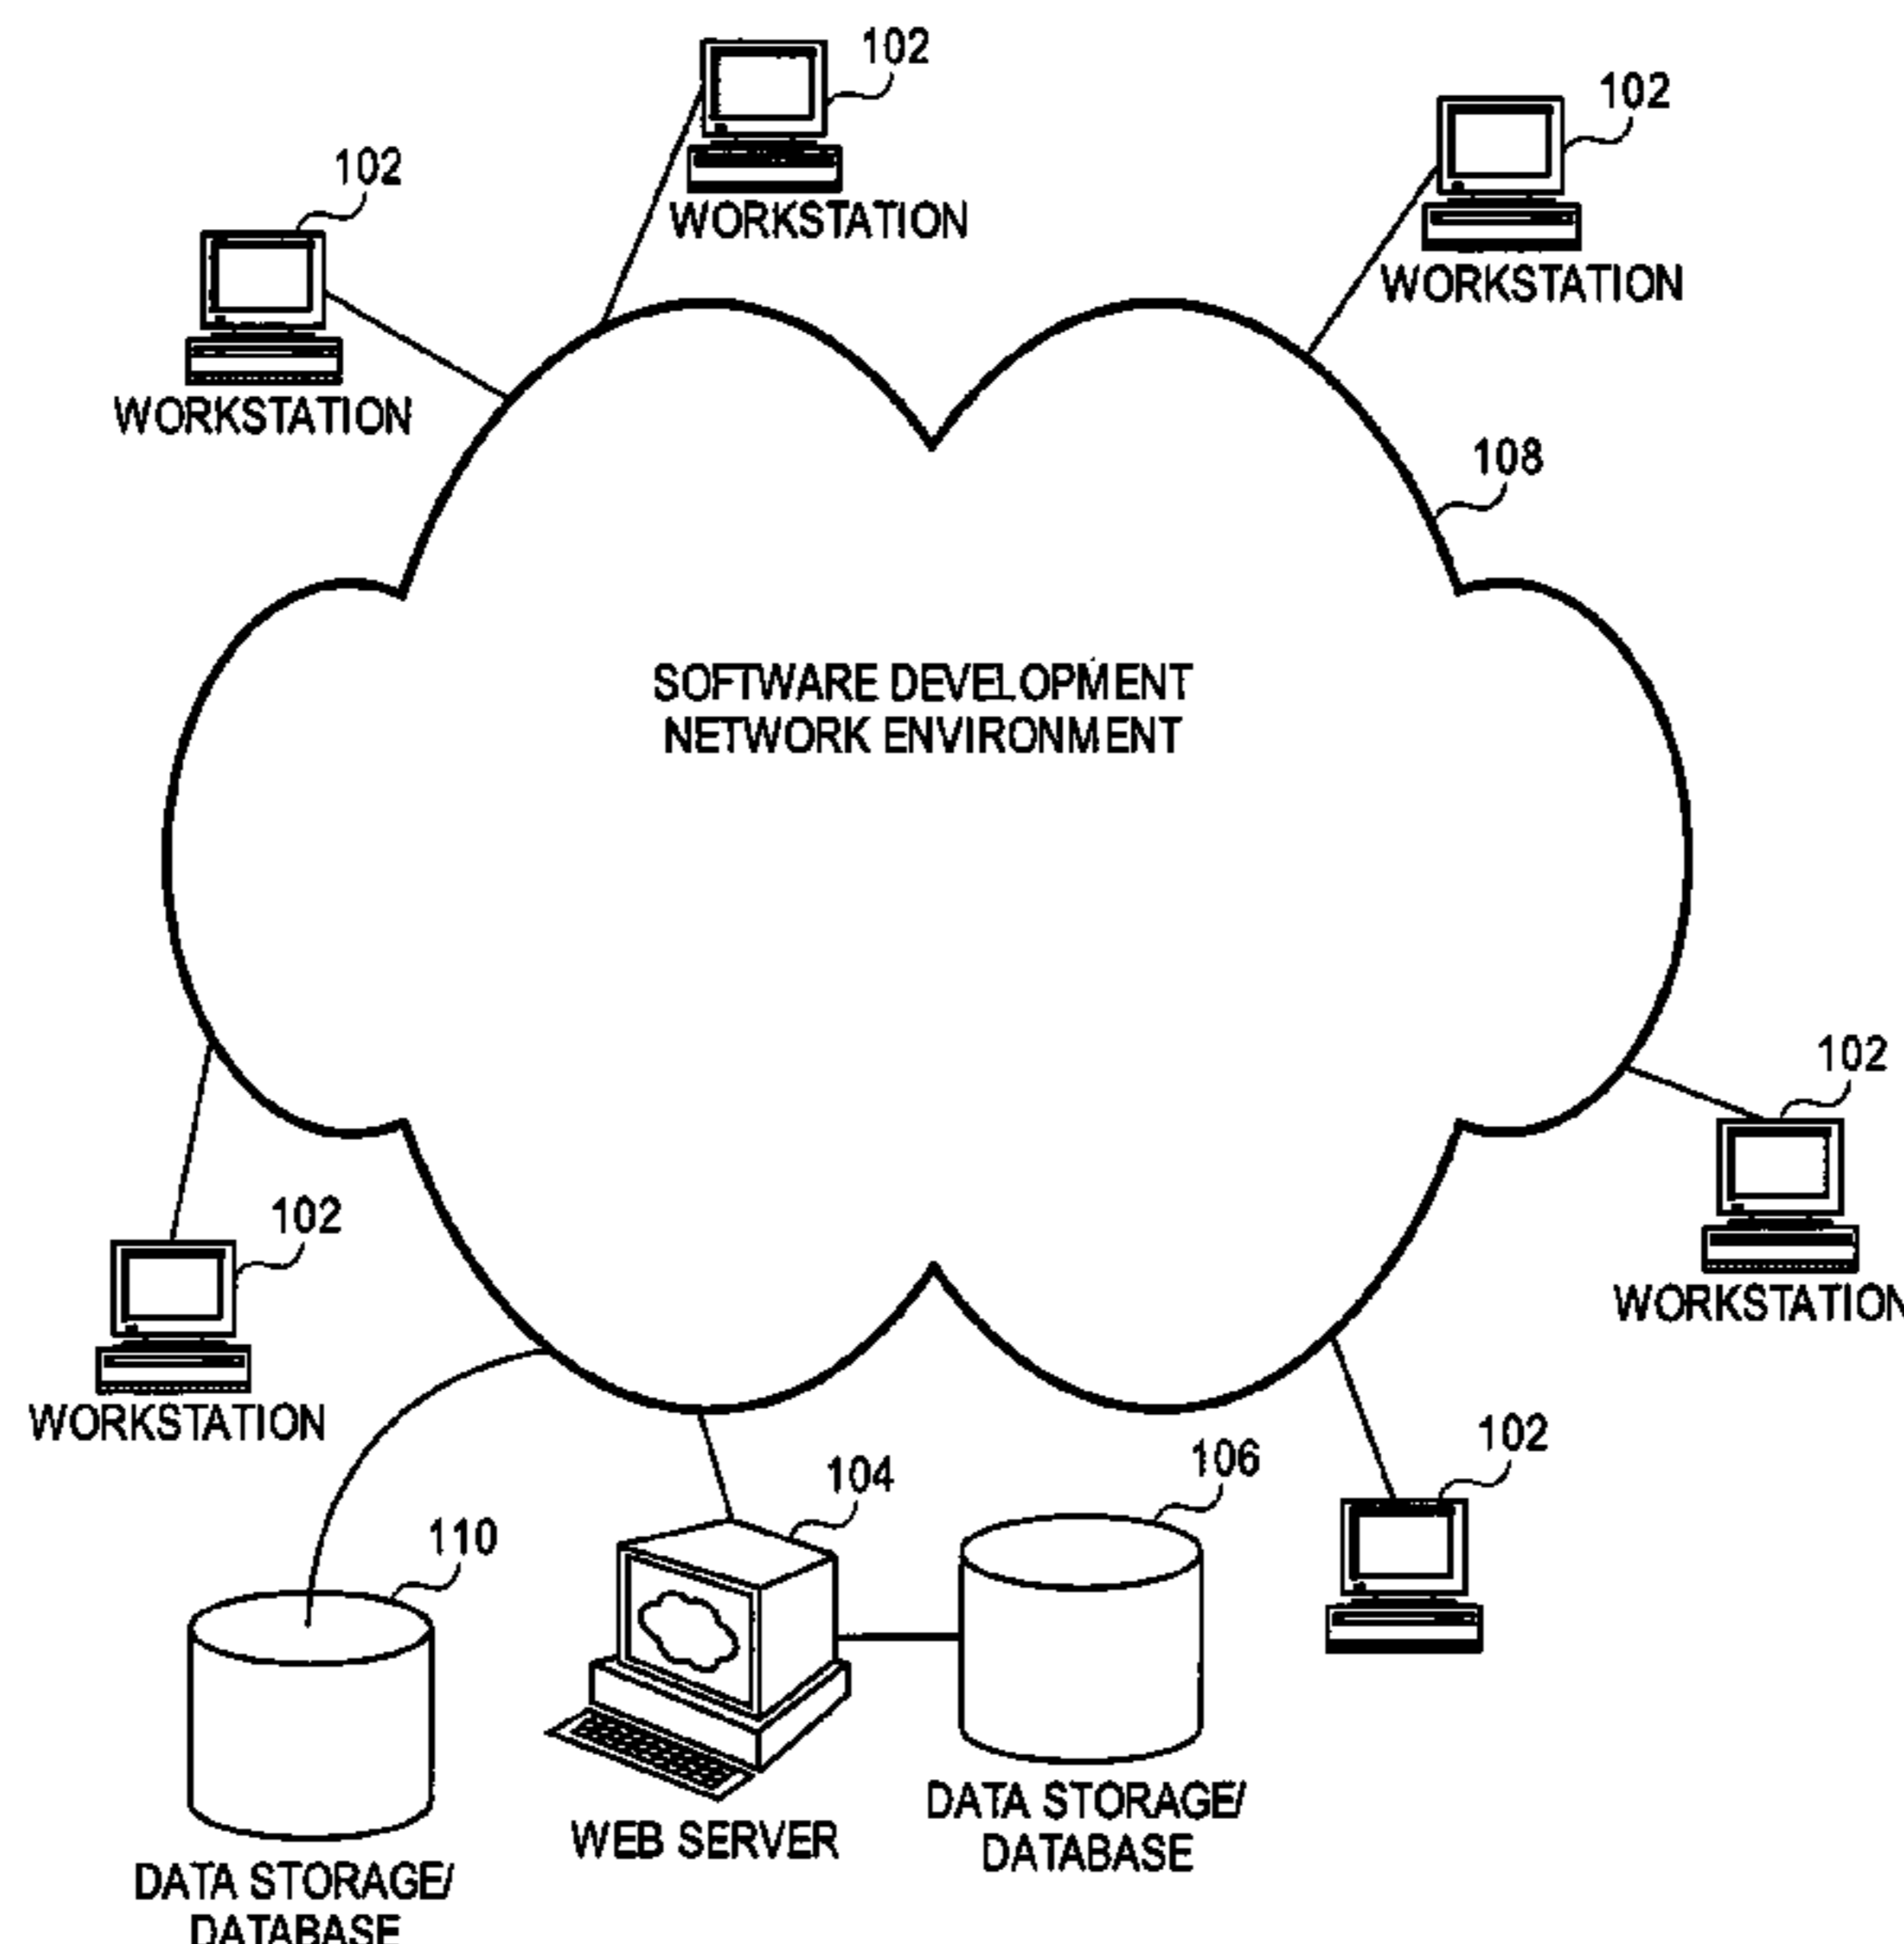 102
WORKSTATION
102
WORKSTATION
102
WORKSTATION
108
SOFTWARE DEVELOPMENT
NETWORK ENVIRONMENT
102
WORKSTATION
102
WORKSTATION
102
110
DATA STORAGE/
DATABASE
104
WEB SERVER
106
DATA STORAGE/
DATABASE